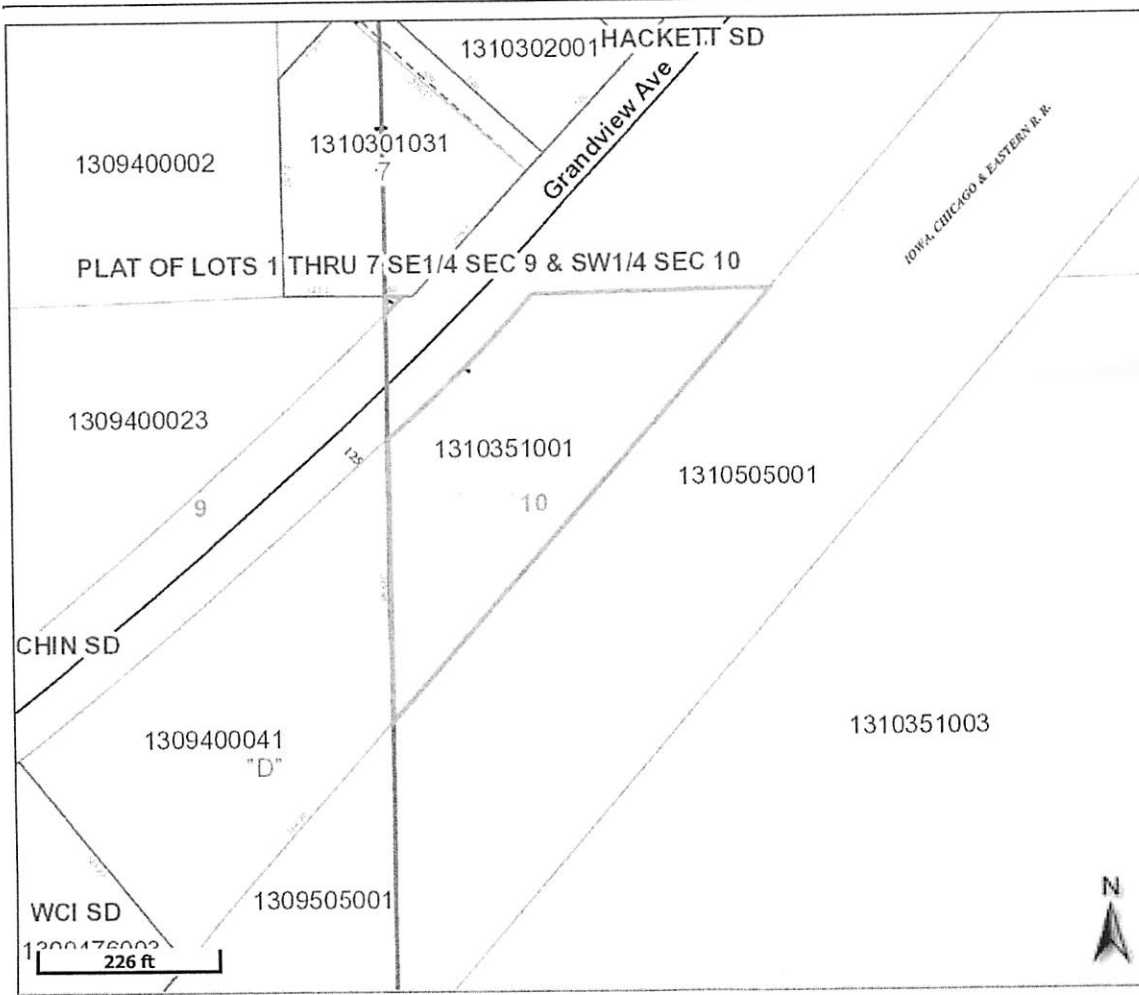 1310302001
HACKETT SD
Grandview Ave
1310301031
7
1309400002
IOWA, CHICAGO & EASTERN R. R.
PLAT OF LOTS 1 THRU 7 SE1/4 SEC 9 & SW1/4 SEC 10
1309400023
125
1310351001
1310505001
9
10
CHIN SD
1309400041
"D"
1310351003
1309505001
WCI SD
226 ft
N